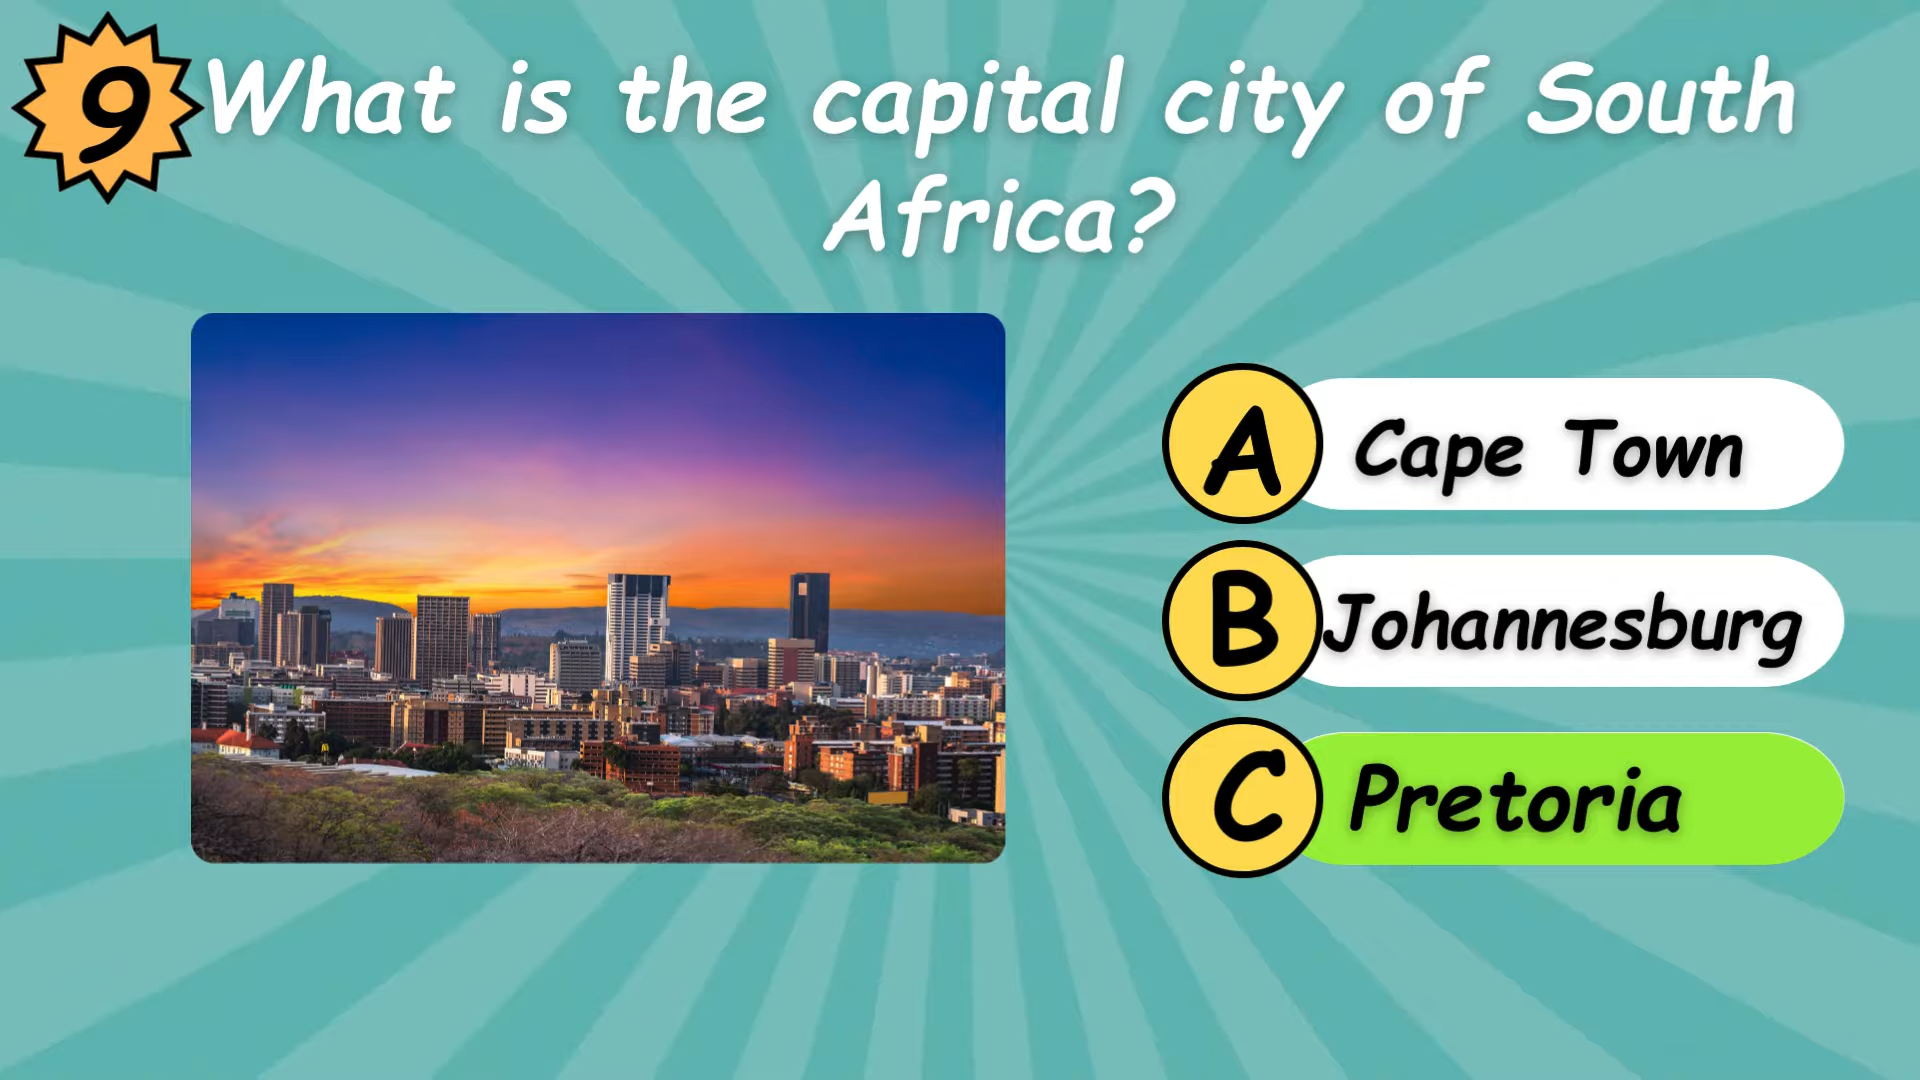 9
What is the capital city of South
Africa?
A Cape Town
B Johannesburg
C Pretoria